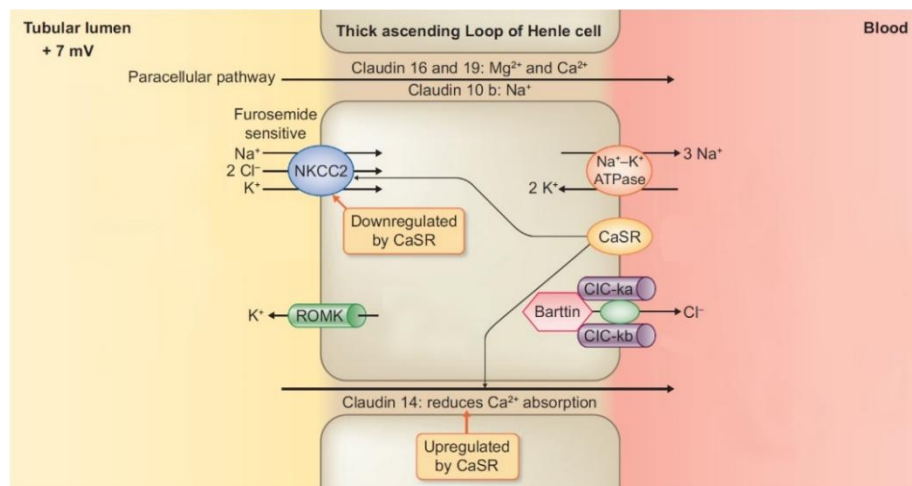 Tubular lumen
+ 7 mV
Thick ascending Loop of Henle cell
Blood
Paracellular pathway
Claudin 16 and 19: Mg²⁺ and Ca²⁺
Claudin 10 b: Na⁺
Furosemide
sensitive
Na⁺
2 Cl⁻
K⁺
NKCC2
Na⁺–K⁺
ATPase
3 Na⁺
2 K⁺
Downregulated
by CaSR
CaSR
K⁺
ROMK
Barttin
ClC-ka
ClC-kb
Cl⁻
Claudin 14: reduces Ca²⁺ absorption
Upregulated
by CaSR